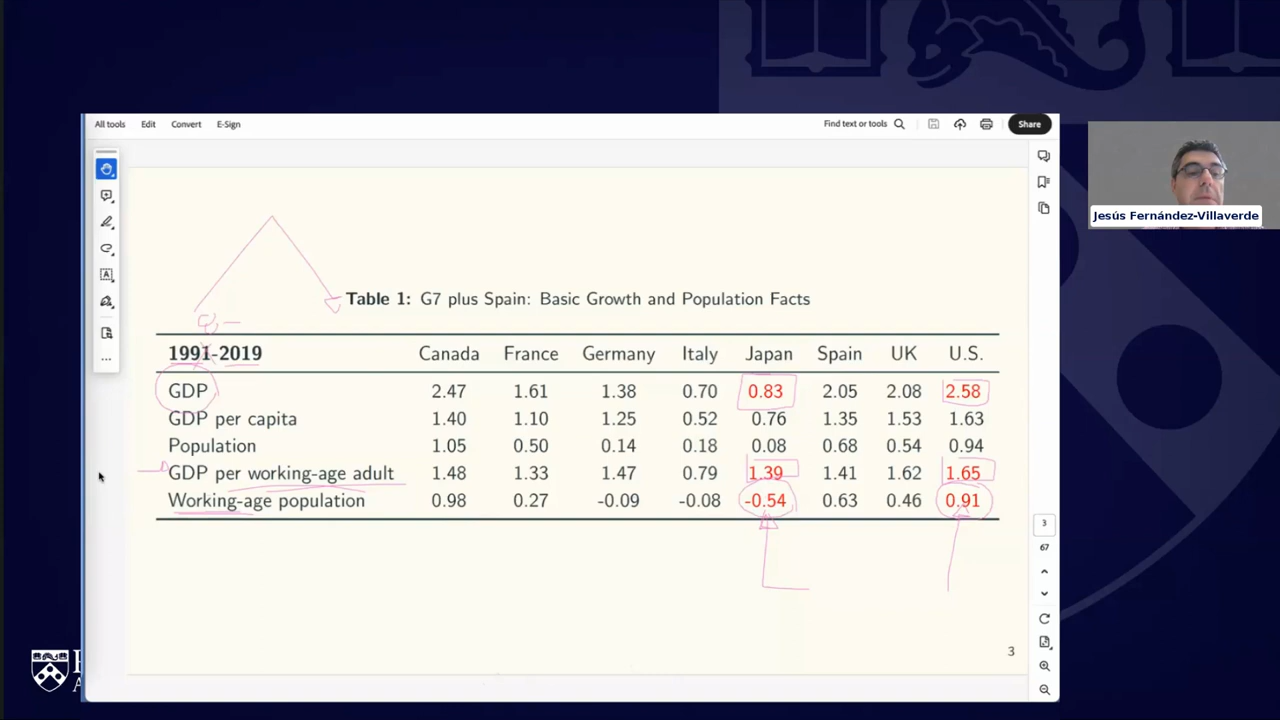 All tools Edit Convert E-Sign Find text or tools Share
Jesús Fernández-Villaverde
Table 1: G7 plus Spain: Basic Growth and Population Facts
1991-2019 Canada France Germany Italy Japan Spain UK U.S.
GDP 2.47 1.61 1.38 0.70 0.83 2.05 2.08 2.58
GDP per capita 1.40 1.10 1.25 0.52 0.76 1.35 1.53 1.63
Population 1.05 0.50 0.14 0.18 0.08 0.68 0.54 0.94
GDP per working-age adult 1.48 1.33 1.47 0.79 1.39 1.41 1.62 1.65
Working-age population 0.98 0.27 -0.09 -0.08 -0.54 0.63 0.46 0.91
3
67
3